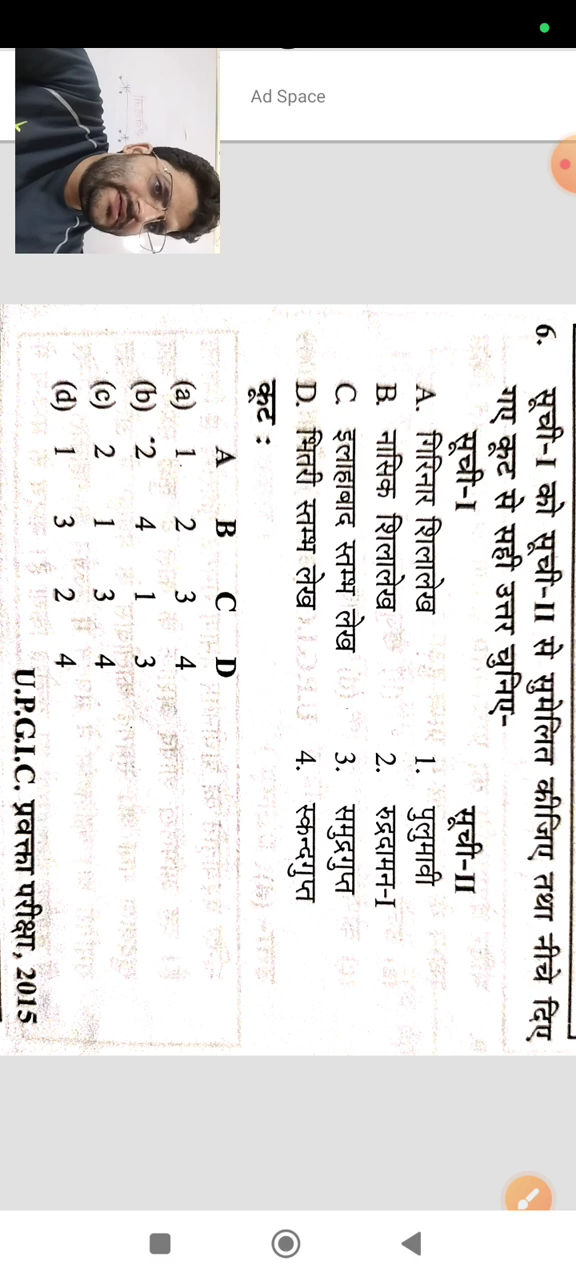 Ad Space
6. सूची-I को सूची-II से सुमेलित कीजिए तथा नीचे दिए
गए कूट से सही उत्तर चुनिए-
सूची-I सूची-II
A. गिरिनार शिलालेख 1. पुलुमावी
B. नासिक शिलालेख 2. रुद्रदामन-I
C. इलाहाबाद स्तम्भ लेख 3. समुद्रगुप्त
D. भितरी स्तम्भ लेख 4. स्कन्दगुप्त
कूट :
A B C D
(a) 1 2 3 4
(b) 2 4 1 3
(c) 2 1 3 4
(d) 1 3 2 4
U.P.G.I.C. प्रवक्ता परीक्षा, 2015